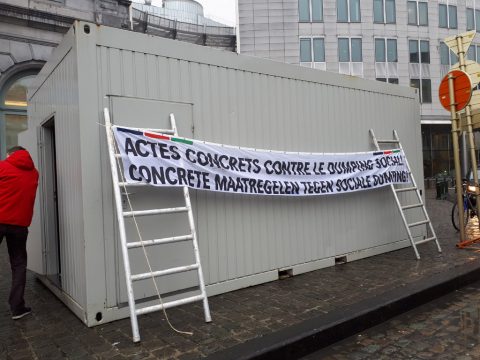 ACTES CONCRETS CONTRE LE DUMPING SOCIAL
CONCRETE MAATREGELEN TEGEN SOCIALE DUMPING!